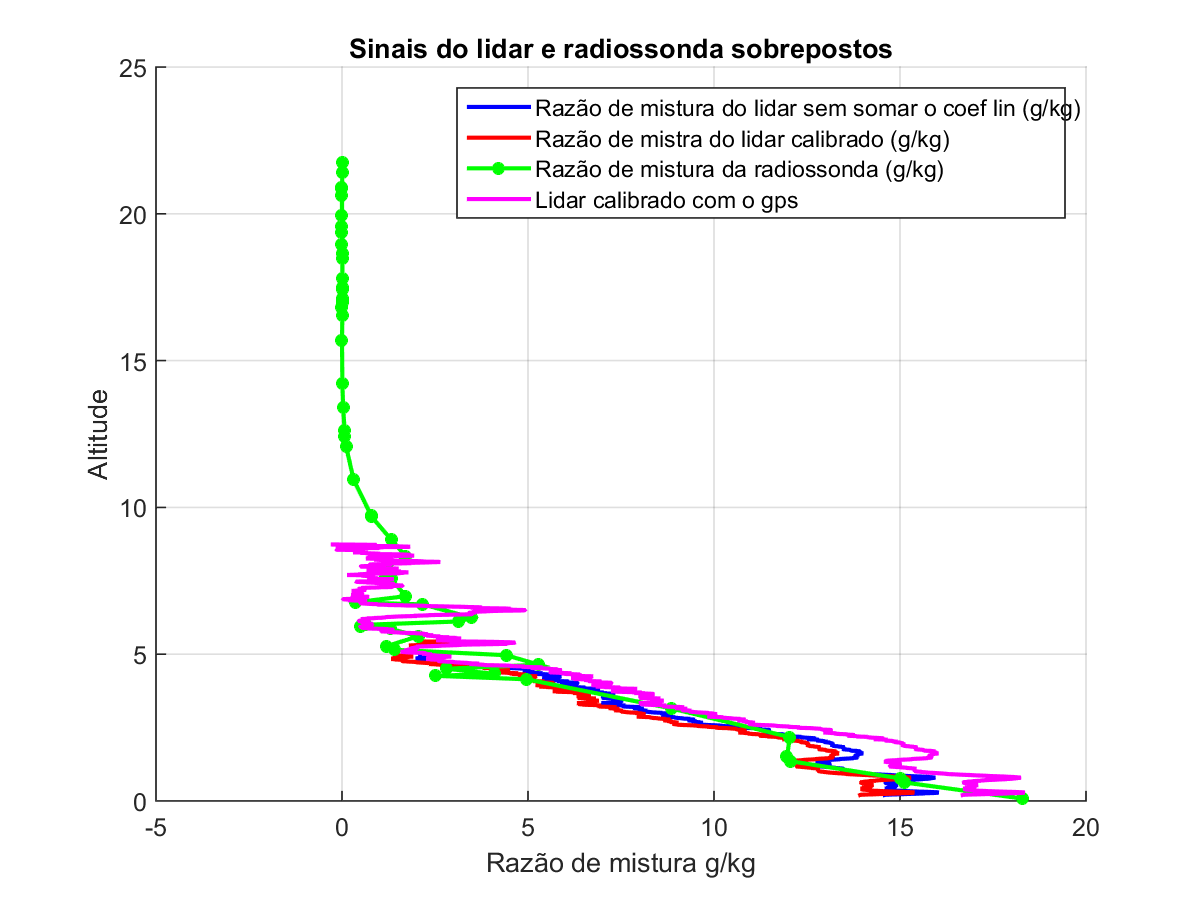 Sinais do lidar e radiossonda sobrepostos
25
Razão de mistura do lidar sem somar o coef lin (g/kg)
Razão de mistra do lidar calibrado (g/kg)
Razão de mistura da radiossonda (g/kg)
Lidar calibrado com o gps
20
15
Altitude
10
5
0
-5 0 5 10 15 20
Razão de mistura g/kg